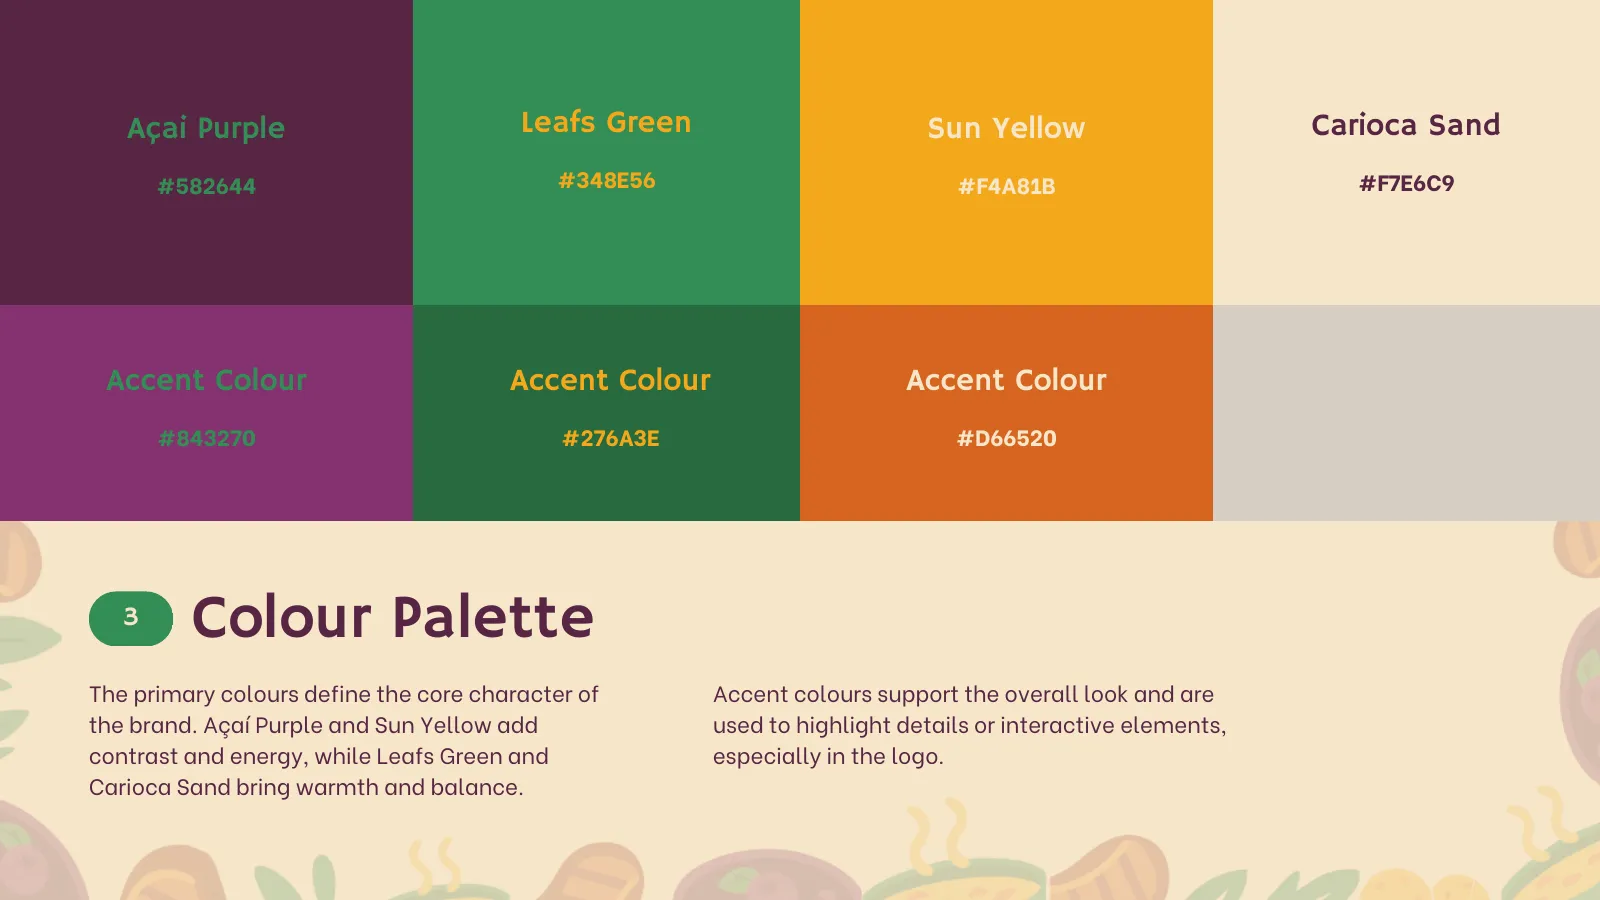 Açai Purple
#582644
Leafs Green
#348E56
Sun Yellow
#F4A81B
Carioca Sand
#F7E6C9
Accent Colour
#843270
Accent Colour
#276A3E
Accent Colour
#D66520
3 Colour Palette
The primary colours define the core character of
the brand. Açaí Purple and Sun Yellow add
contrast and energy, while Leafs Green and
Carioca Sand bring warmth and balance.
Accent colours support the overall look and are
used to highlight details or interactive elements,
especially in the logo.